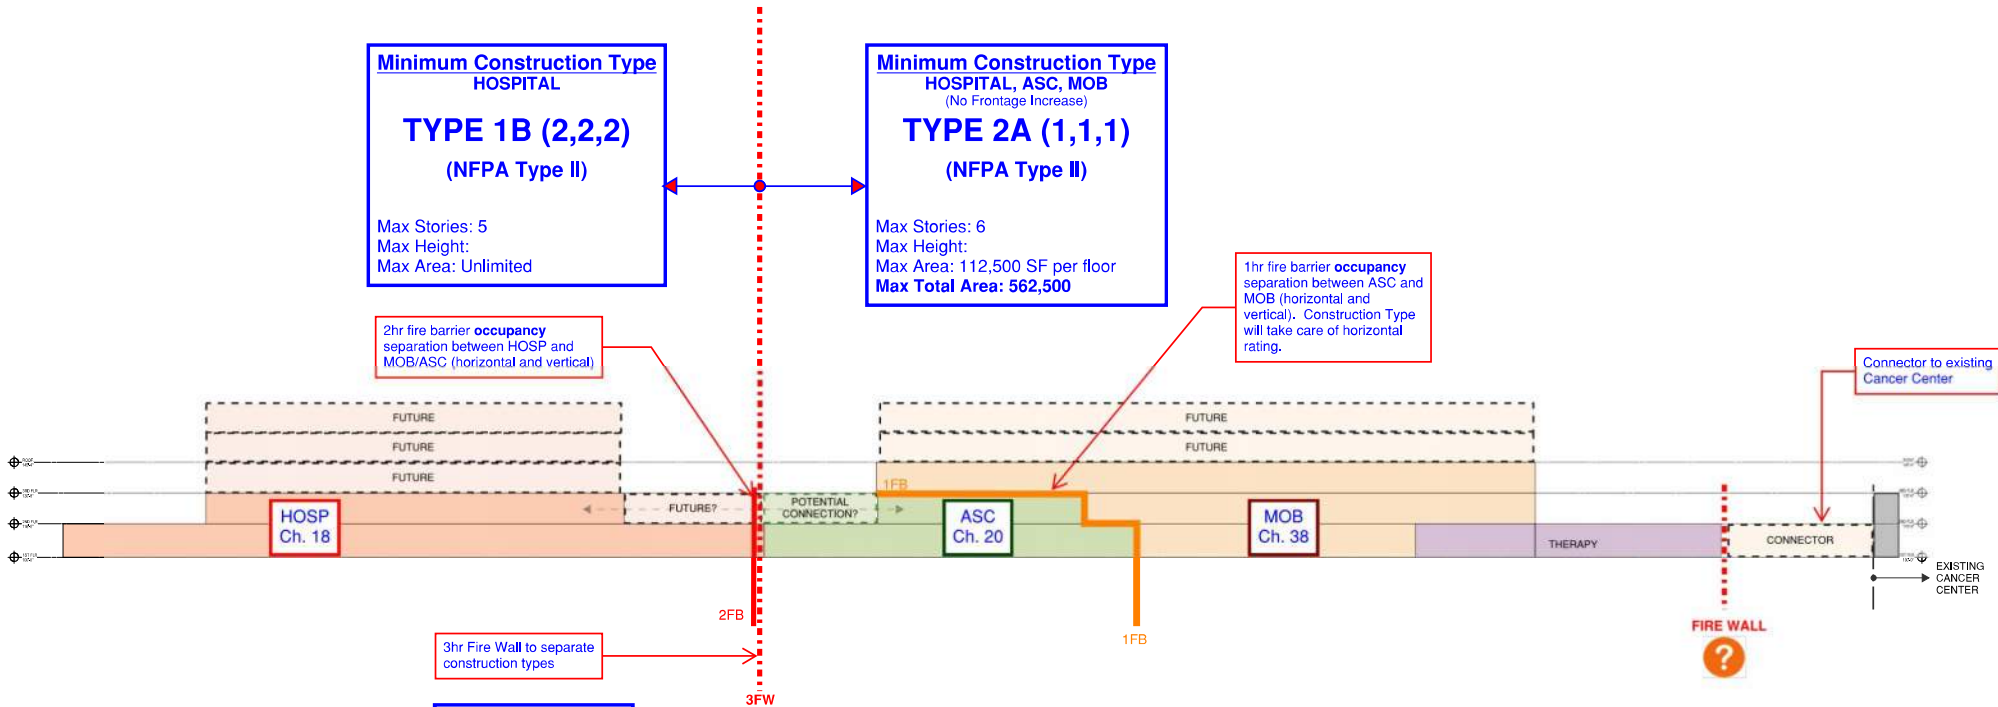 Minimum Construction Type
HOSPITAL
TYPE 1B (2,2,2)
(NFPA Type II)
Max Stories: 5
Max Height:
Max Area: Unlimited
Minimum Construction Type
HOSPITAL, ASC, MOB
(No Frontage Increase)
TYPE 2A (1,1,1)
(NFPA Type II)
Max Stories: 6
Max Height:
Max Area: 112,500 SF per floor
Max Total Area: 562,500
2hr fire barrier occupancy
separation between HOSP and
MOB/ASC (horizontal and vertical)
1hr fire barrier occupancy
separation between ASC and
MOB (horizontal and
vertical). Construction Type
will take care of horizontal
rating.
Connector to existing
Cancer Center
FUTURE
FUTURE
FUTURE
FUTURE
FUTURE
FUTURE?
POTENTIAL
CONNECTION?
1FB
HOSP
Ch. 18
ASC
Ch. 20
MOB
Ch. 38
THERAPY
CONNECTOR
EXISTING
CANCER
CENTER
2FB
1FB
FIRE WALL
?
3hr Fire Wall to separate
construction types
3FW